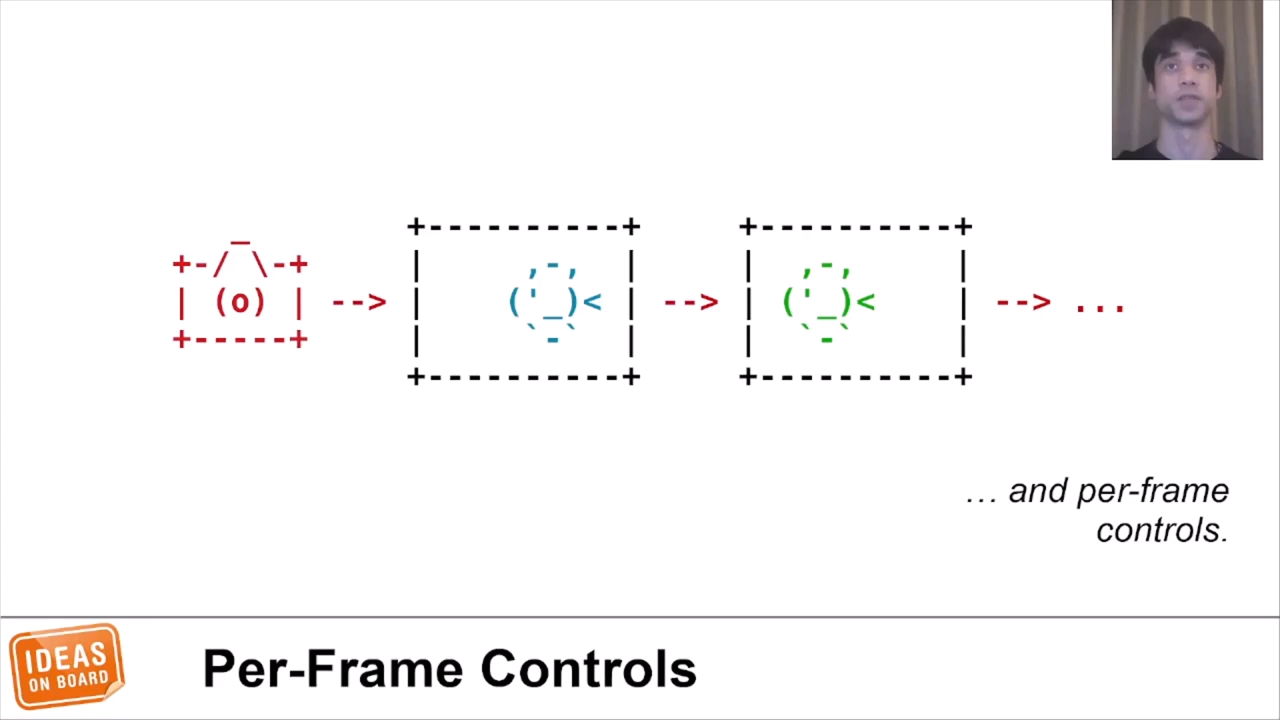 ... and per-frame
controls.
IDEAS
ON BOARD
Per-Frame Controls